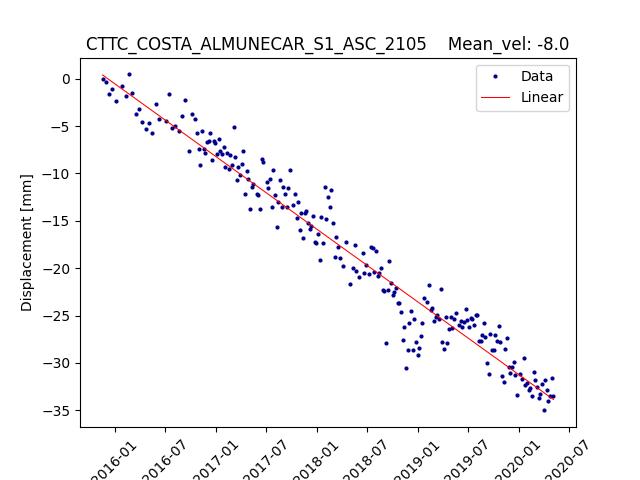 CTTC_COSTA_ALMUNECAR_S1_ASC_2105 Mean_vel: -8.0
Data
Linear
Displacement [mm]
0
−5
−10
−15
−20
−25
−30
−35
2016-01 2016-07 2017-01 2017-07 2018-01 2018-07 2019-01 2019-07 2020-01 2020-07